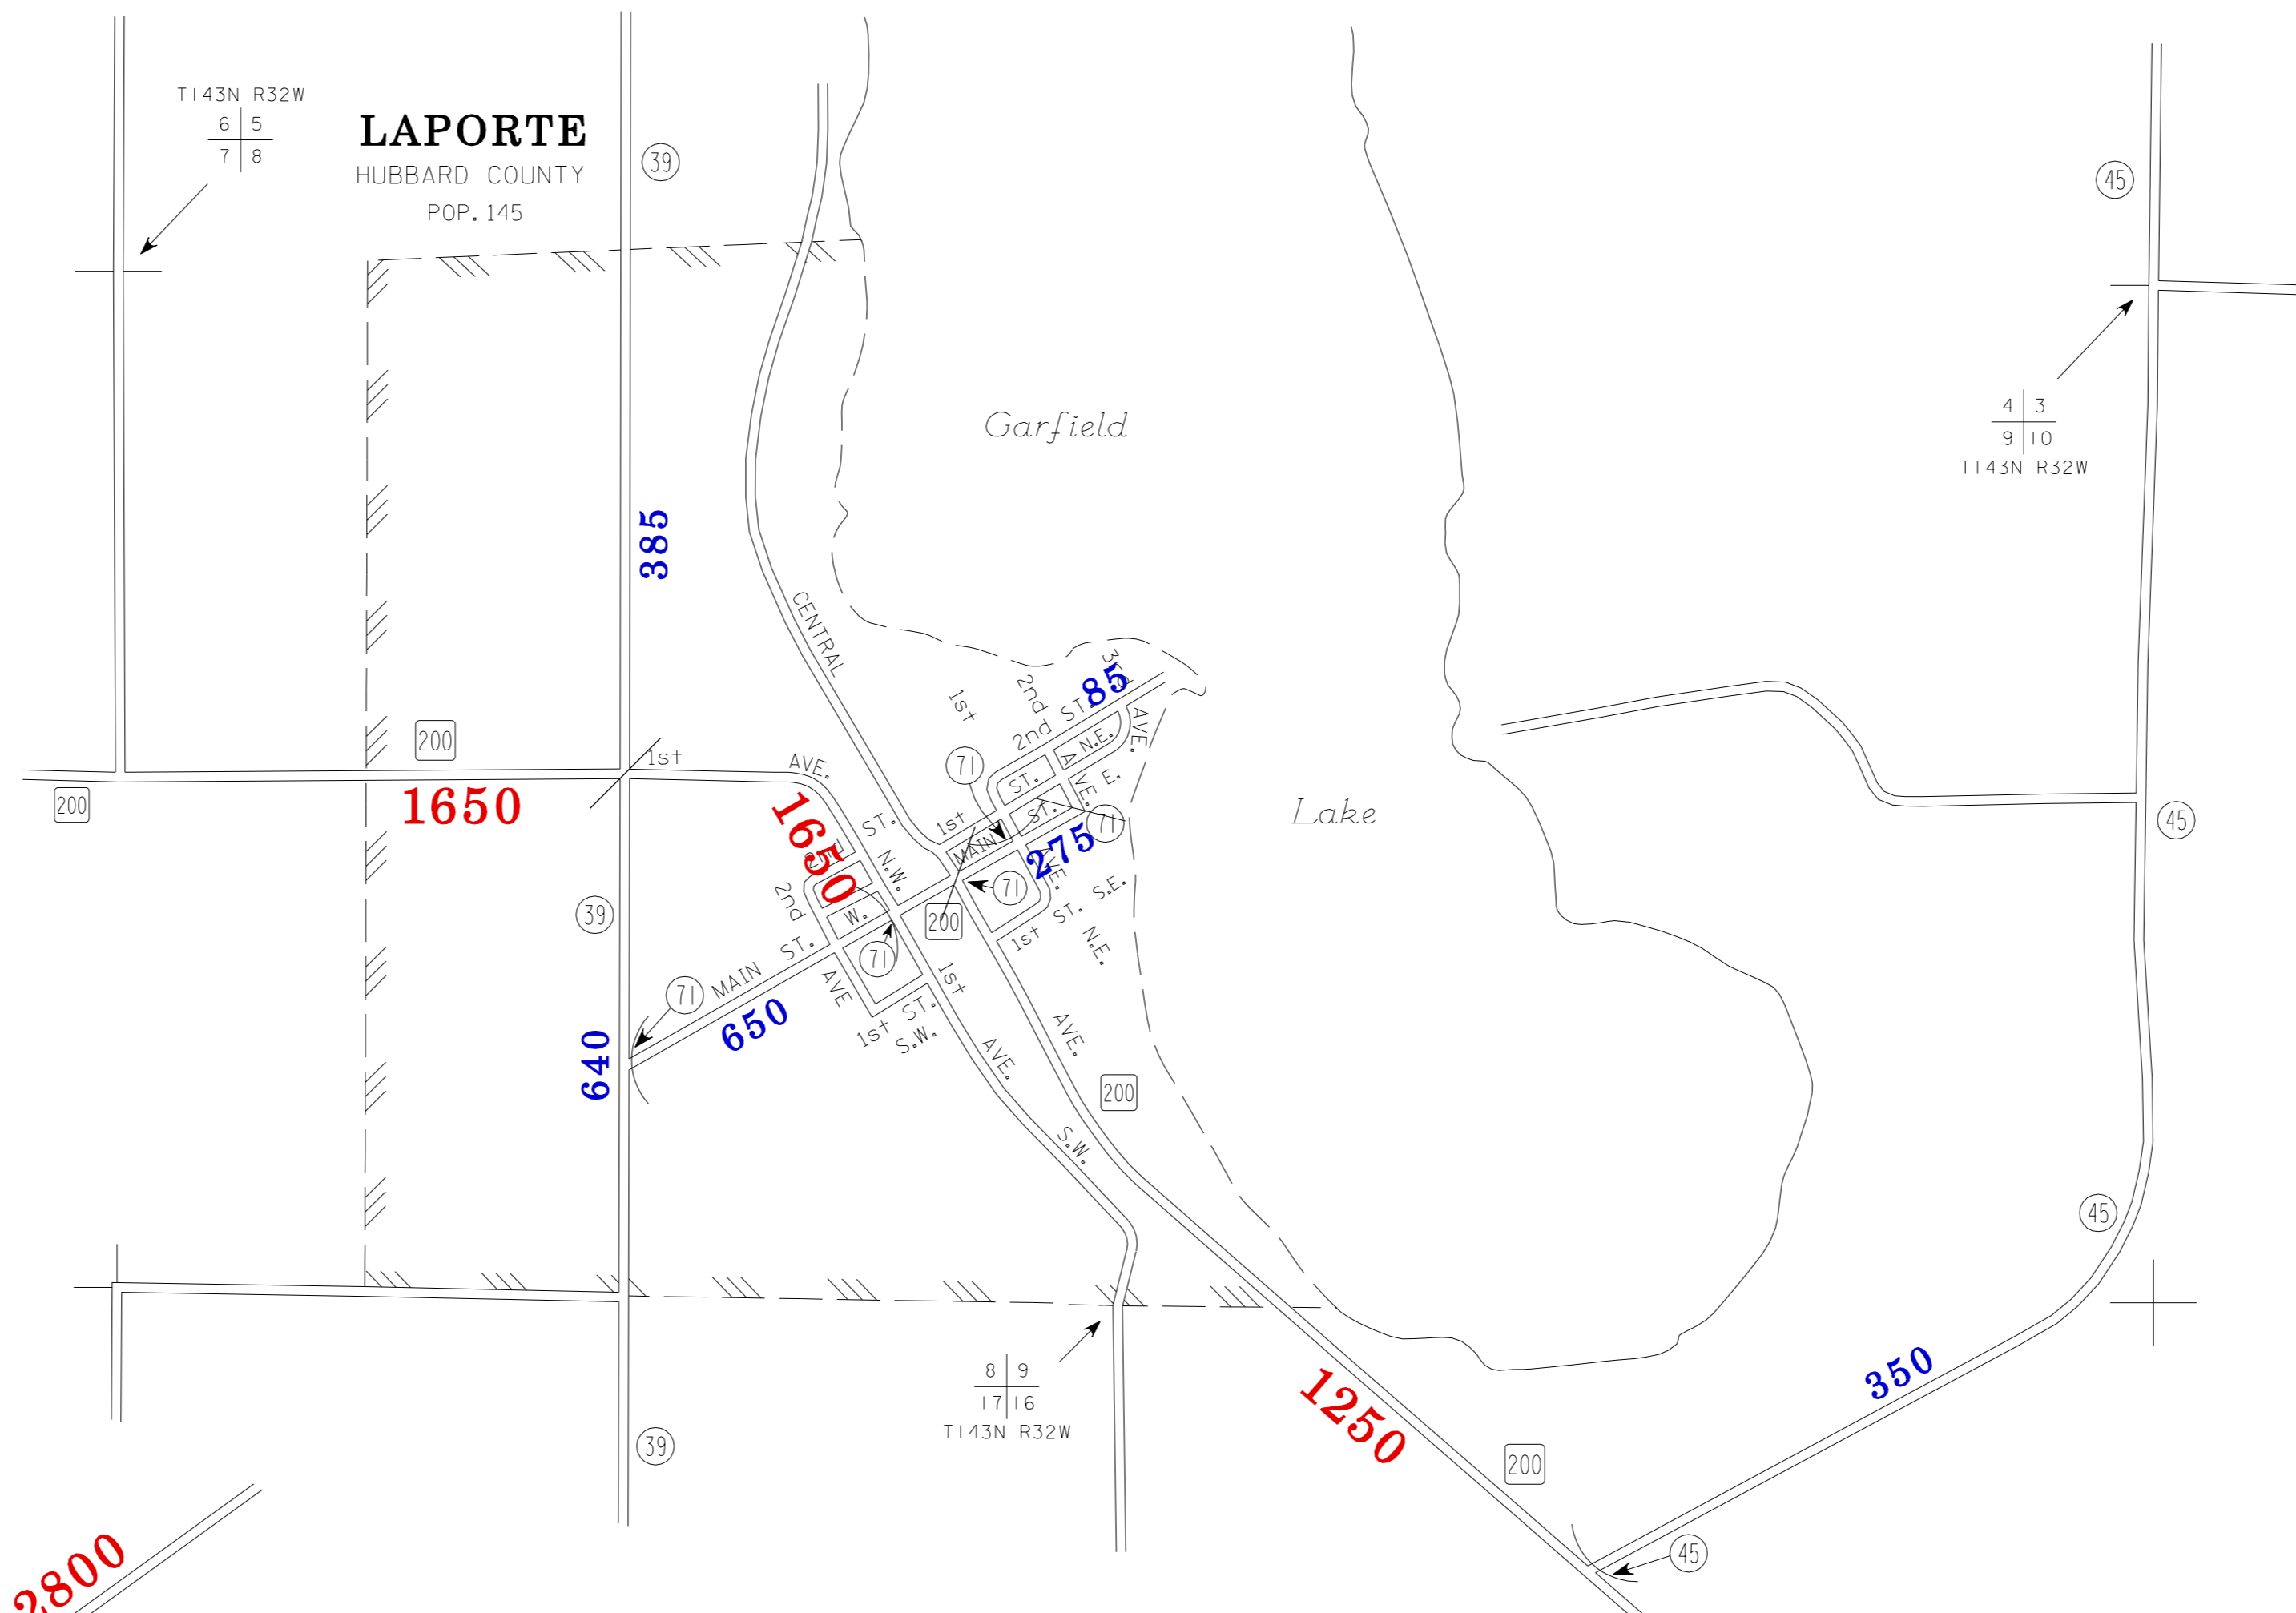 T143N R32W
6 5
7 8
LAPORTE
HUBBARD COUNTY
POP. 145
39
45
4 3
9 10
T143N R32W
Garfield
Lake
385
CENTRAL
1st
2nd
3rd
85
2nd ST.
N.E.
AVE.
200
200
1650
1st AVE.
1650
ST.
N.W.
2nd
71
1st
ST.
AVE.
E.
MAIN
ST.
71
275
AVE.
71
45
2nd
W.
39
200
1st ST. S.E.
N.E.
ST.
71
71
MAIN
650
AVE
1st
1st ST.
S.W.
640
AVE.
AVE.
200
S.W.
45
8 9
17 16
T143N R32W
39
1250
350
200
45
2800